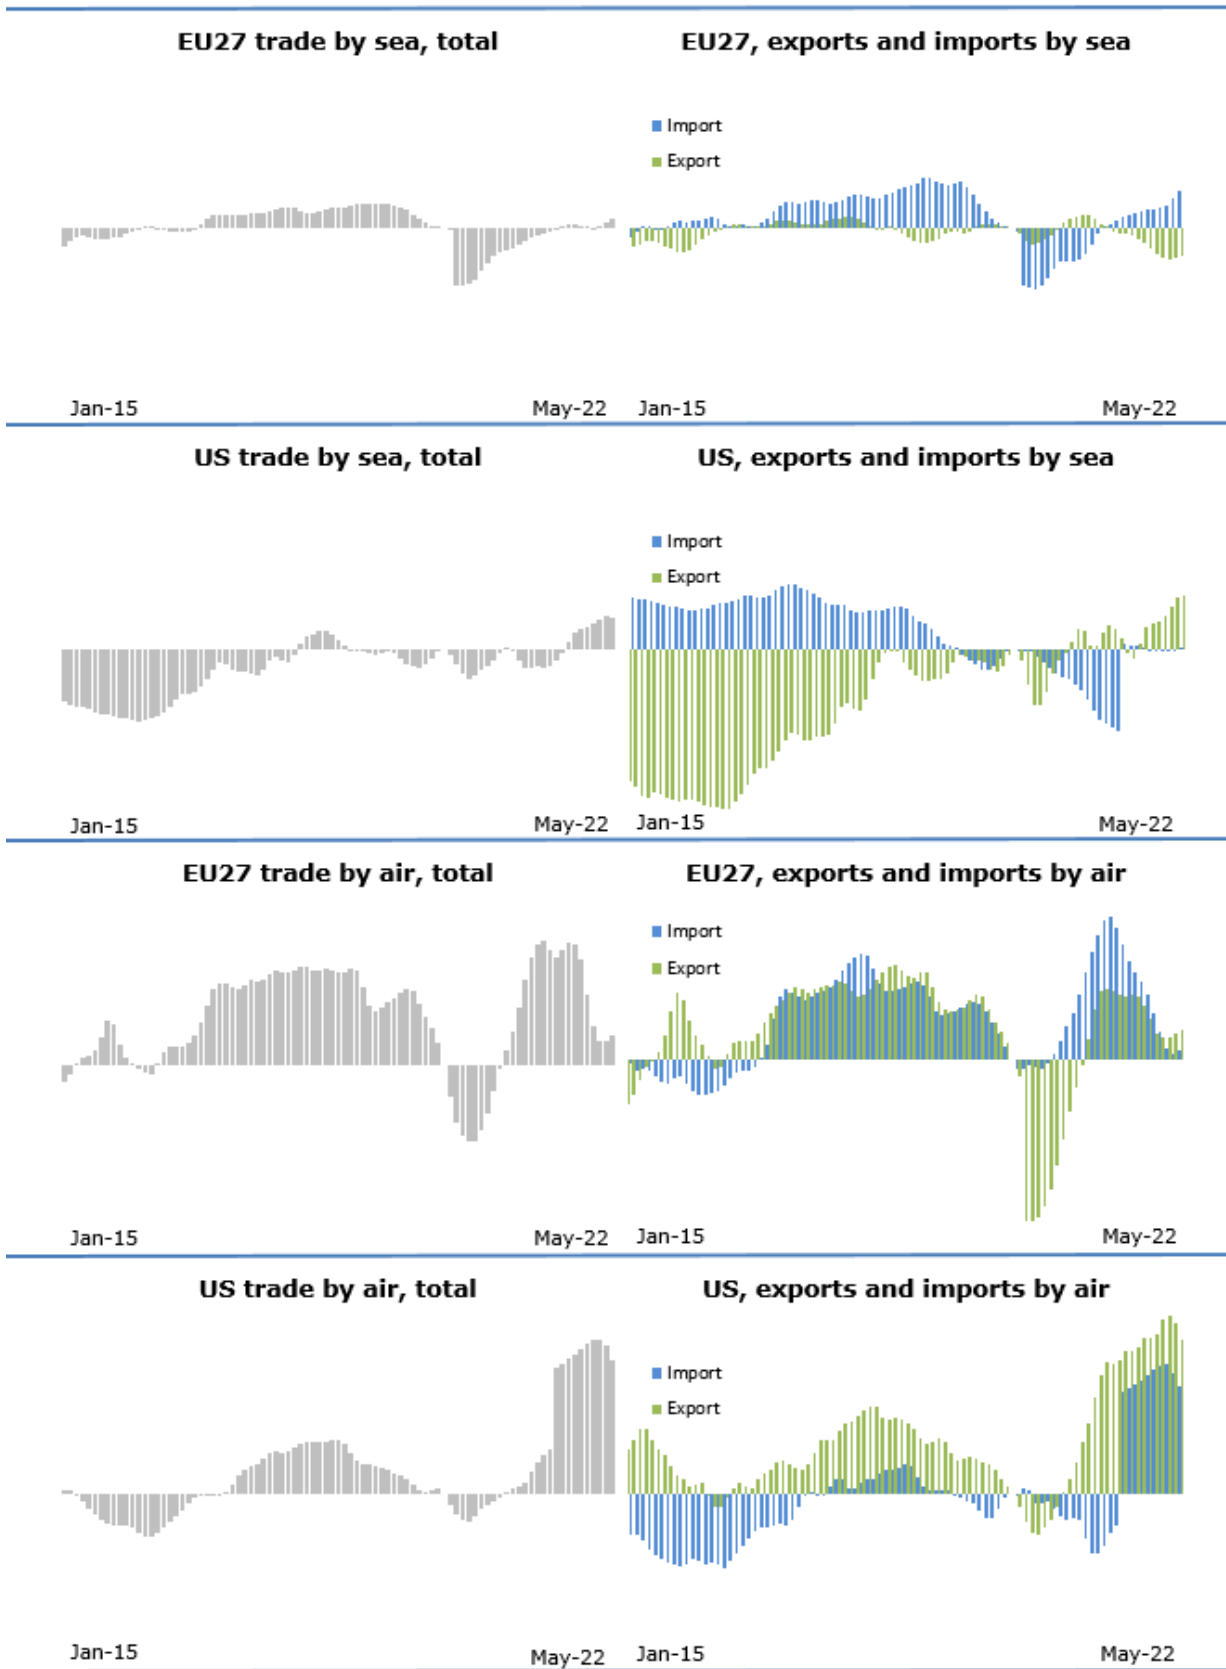 EU27 trade by sea, total
EU27, exports and imports by sea
Import
Export
Jan-15
May-22
Jan-15
May-22
US trade by sea, total
US, exports and imports by sea
Import
Export
Jan-15
May-22
Jan-15
May-22
EU27 trade by air, total
EU27, exports and imports by air
Import
Export
Jan-15
May-22
Jan-15
May-22
US trade by air, total
US, exports and imports by air
Import
Export
Jan-15
May-22
Jan-15
May-22